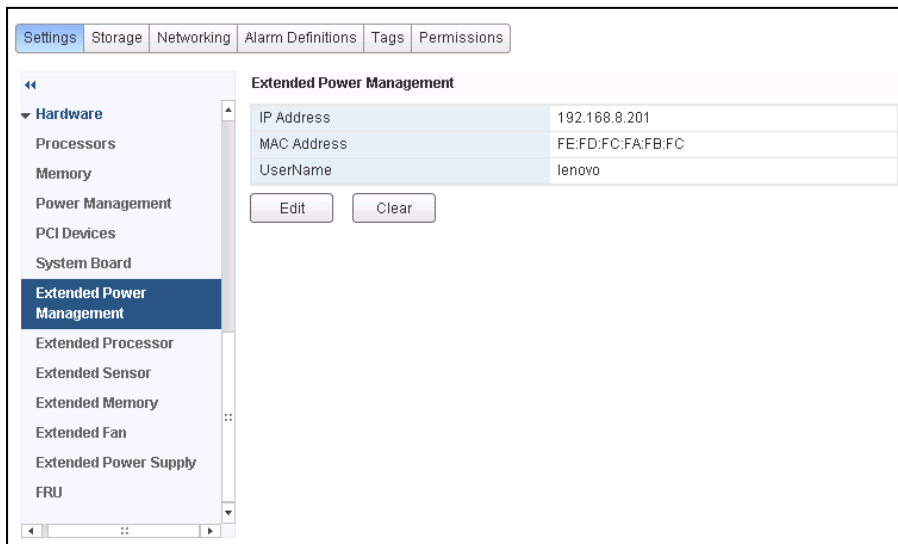 Settings Storage Networking Alarm Definitions Tags Permissions
Hardware
Processors
Memory
Power Management
PCI Devices
System Board
Extended Power
Management
Extended Processor
Extended Sensor
Extended Memory
Extended Fan
Extended Power Supply
FRU
Extended Power Management
IP Address 192.168.8.201
MAC Address FE:FD:FC:FA:FB:FC
UserName lenovo
Edit Clear